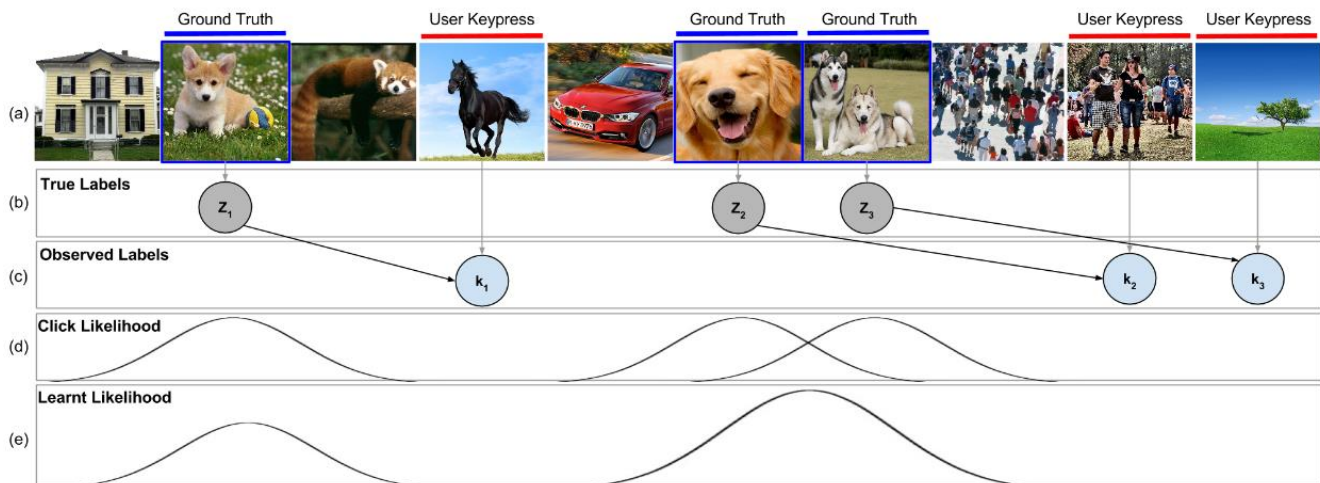 Ground Truth User Keypress Ground Truth Ground Truth User Keypress User Keypress
(a)
True Labels
(b) Z1 Z2 Z3
Observed Labels
(c) k1 k2 k3
Click Likelihood
(d)
Learnt Likelihood
(e)